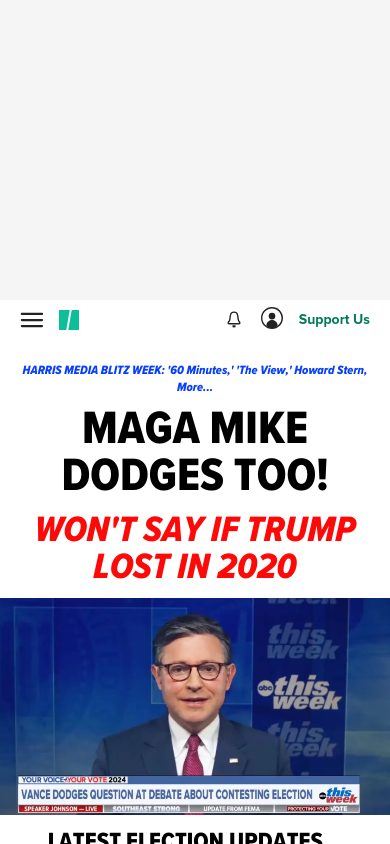 Support Us
HARRIS MEDIA BLITZ WEEK: '60 Minutes,' 'The View,' Howard Stern,
More...
MAGA MIKE
DODGES TOO!
WON'T SAY IF TRUMP
LOST IN 2020
this
week
abc this
week
this
week
YOUR VOICE YOUR VOTE 2024
VANCE DODGES QUESTION AT DEBATE ABOUT CONTESTING ELECTION
abc this
week
SPEAKER JOHNSON — LIVE SOUTHEAST STRONG UPDATE FROM FEMA PROTECTING YOUR VOTE
LATEST ELECTION UPDATES